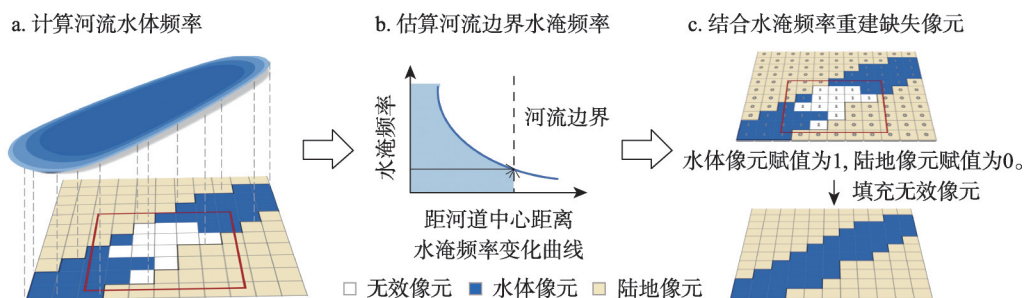 a. 计算河流水体频率
b. 估算河流边界水淹频率
c. 结合水淹频率重建缺失像元
水淹频率
河流边界
距河道中心距离
水淹频率变化曲线
水体像元赋值为1, 陆地像元赋值为0。
填充无效像元
无效像元
水体像元
陆地像元